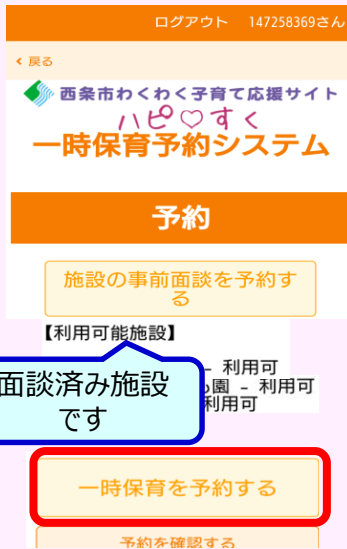 ログアウト 147258369さん
< 戻る
西条市わくわく子育て応援サイト
ハピ♡すく
一時保育予約システム
予約
施設の事前面談を予約す
る
【利用可能施設】
- 利用可
園 - 利用可
利用可
面談済み施設
です
一時保育を予約する
予約を確認する